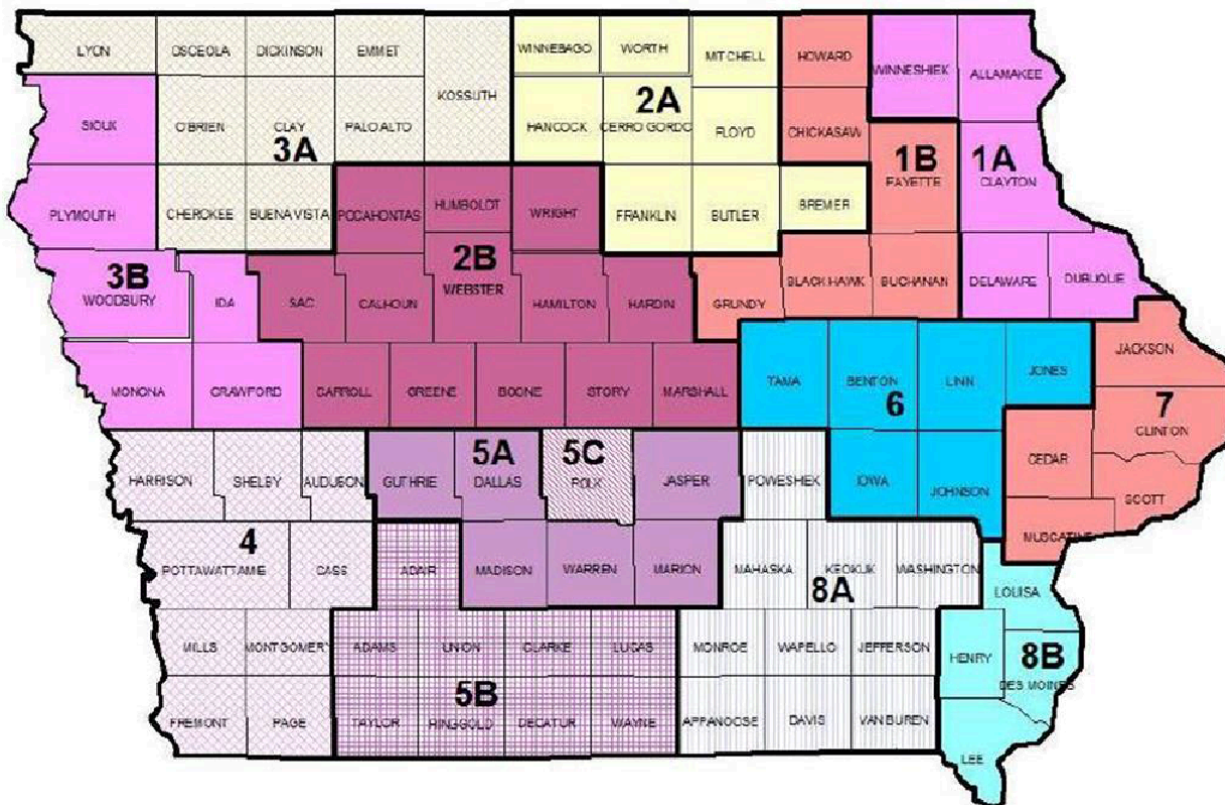 LYON
OSCEOLA
DICKINSON
EMMET
KOSSUTH
WINNEBAGO
WORTH
MITCHELL
HOWARD
WINNESHIEK
ALLAMAKEE
SIOUX
O'BRIEN
CLAY
3A
PALO ALTO
HANCOCK
2A
CERRO GORDO
FLOYD
CHICKASAW
1B
FAYETTE
1A
CLAYTON
PLYMOUTH
CHEROKEE
BUENA VISTA
POCAHONTAS
HUMBOLDT
WRIGHT
FRANKLIN
BUTLER
BREMER
3B
WOODBURY
IDA
SAC
CALHOUN
2B
WEBSTER
HAMILTON
HARDIN
GRUNDY
BLACK HAWK
BUCHANAN
DELAWARE
DUBUQUE
MONONA
CRAWFORD
CARROLL
GREENE
BOONE
STORY
MARSHALL
TAMA
BENTON
6
LINN
JONES
JACKSON
7
CLINTON
HARRISON
SHELBY
AUDUBON
GUTHRIE
5A
DALLAS
5C
POLK
JASPER
POWESHIEK
IOWA
JOHNSON
CEDAR
SCOTT
MUSCATINE
4
POTTAWATTAMIE
CASS
ADAIR
MADISON
WARREN
MARION
MAHASKA
KEOKUK
WASHINGTON
8A
LOUISA
MILLS
MONTGOMERY
ADAMS
UNION
CLARKE
LUCAS
MONROE
WAPELLO
JEFFERSON
HENRY
8B
DES MOINES
FREMONT
PAGE
TAYLOR
5B
RINGGOLD
DECATUR
WAYNE
APPANOOSE
DAVIS
VAN BUREN
LEE